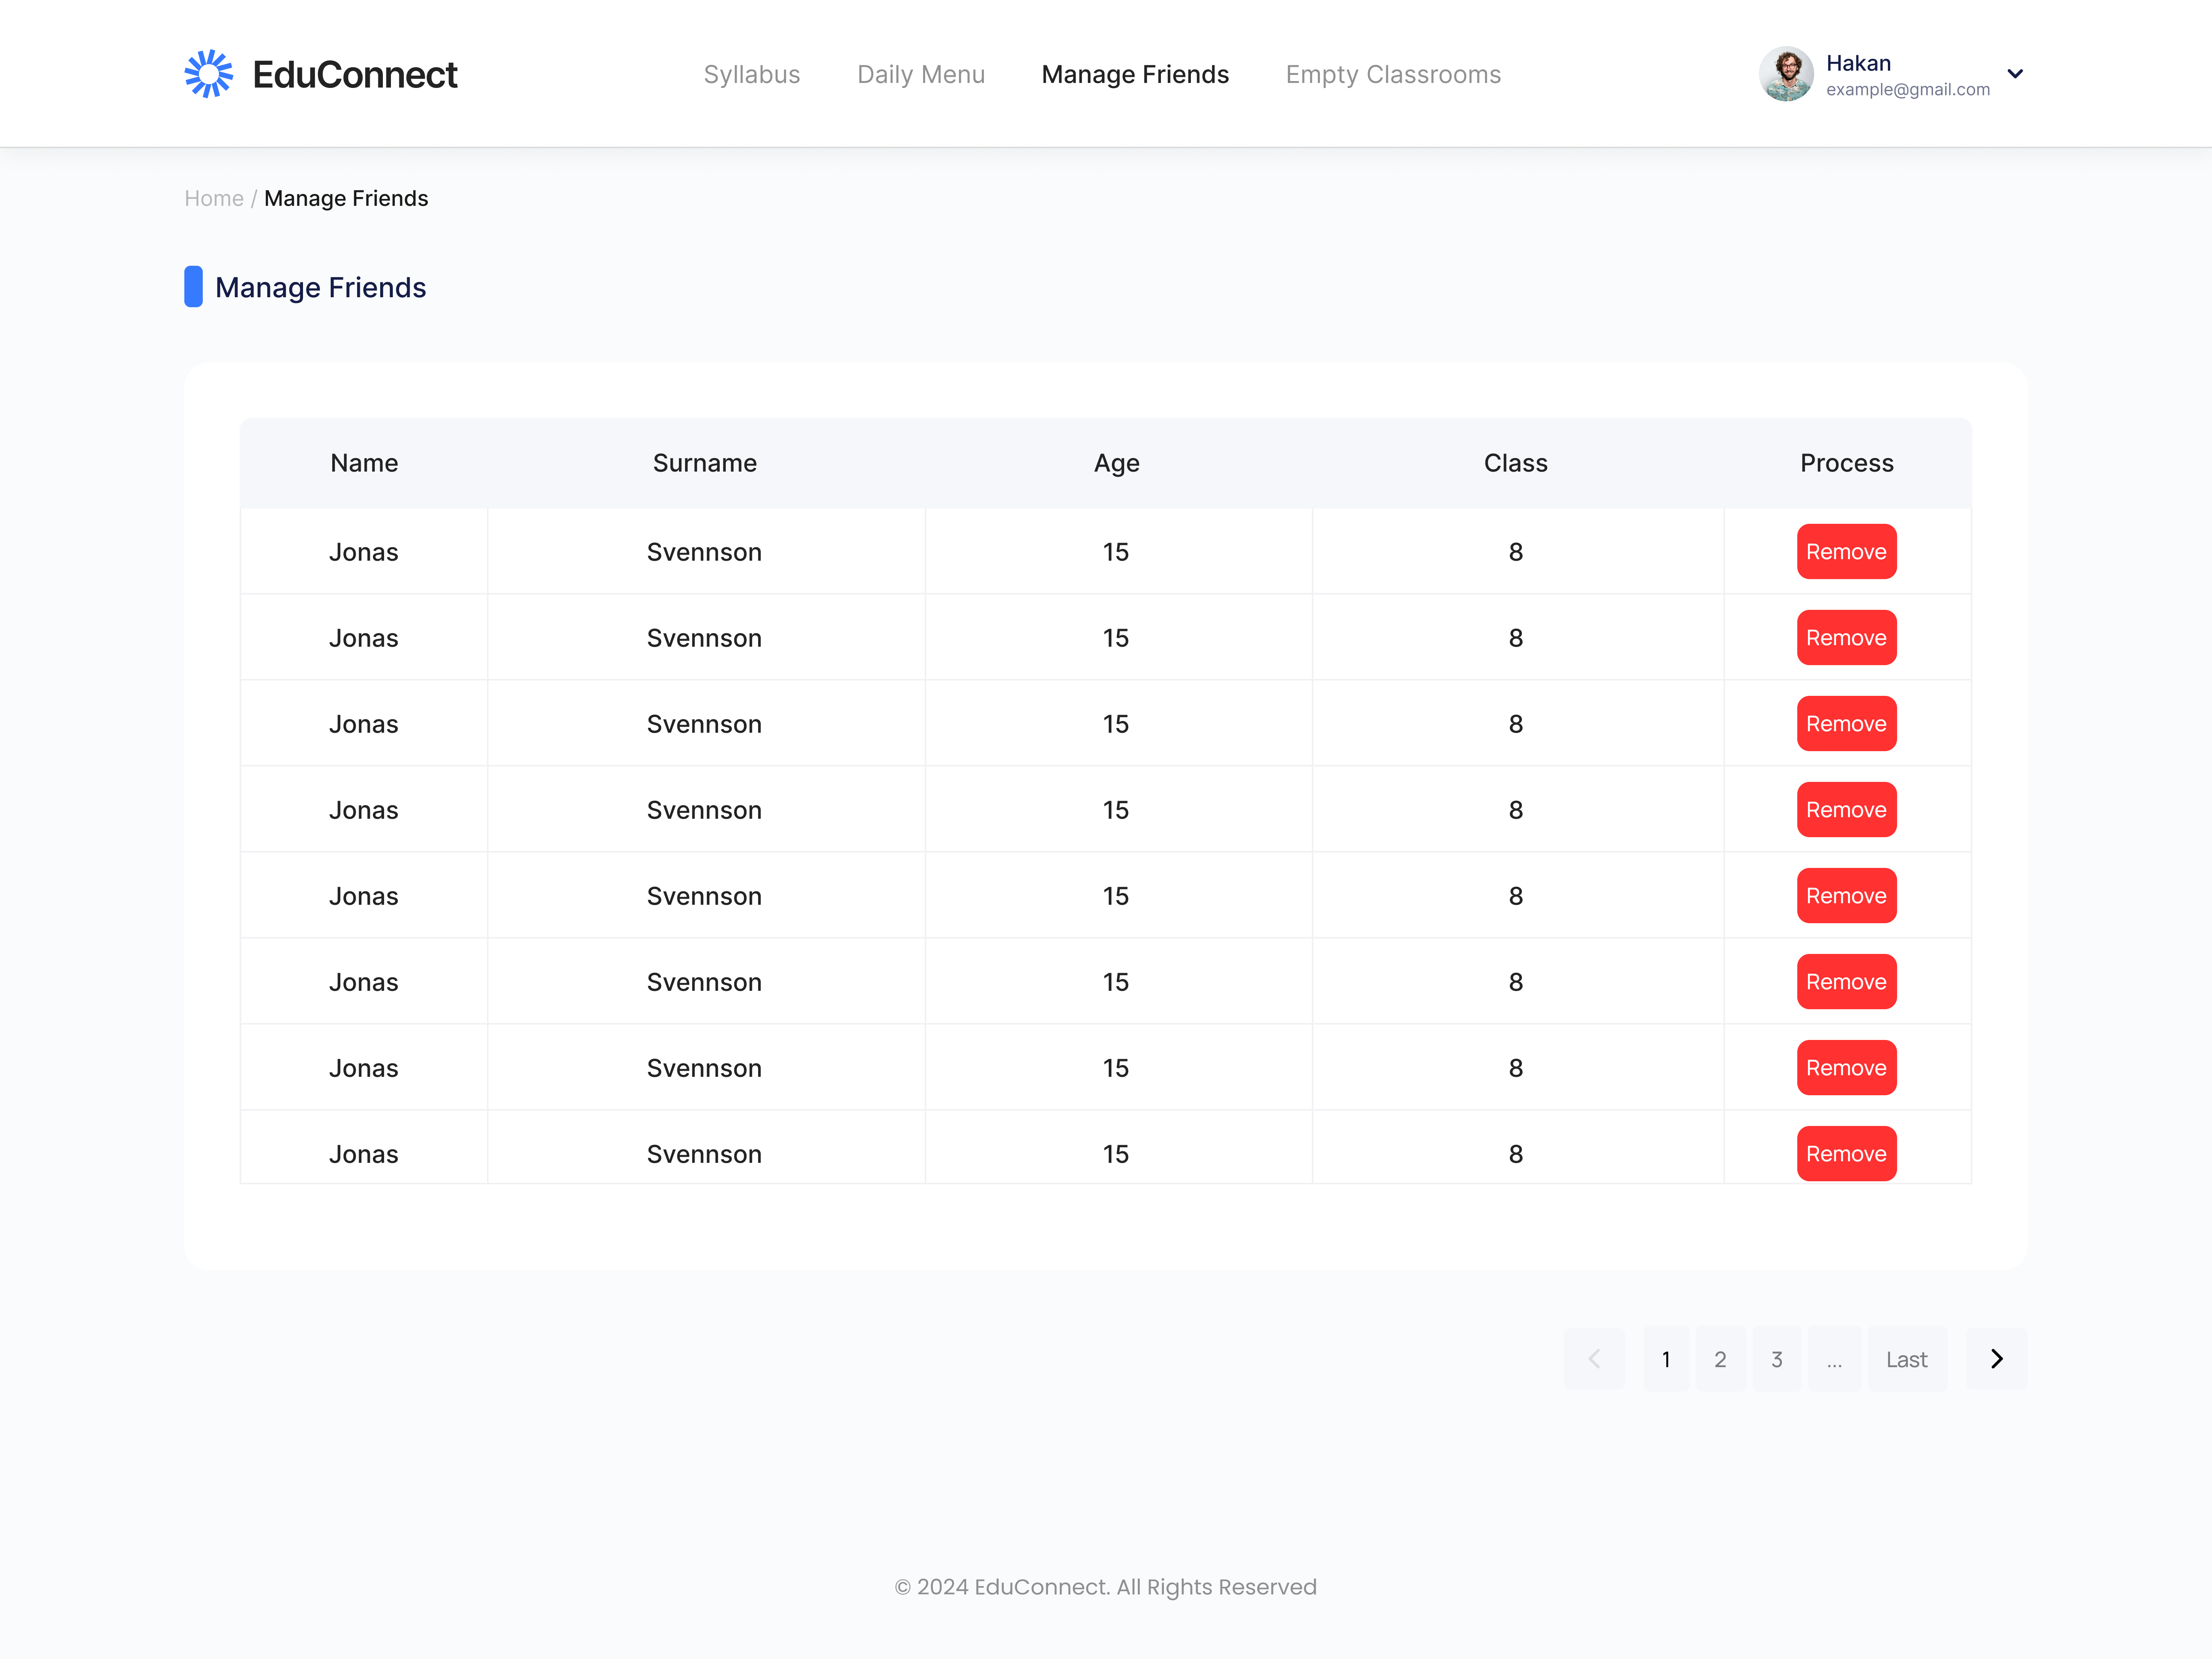 EduConnect
Syllabus Daily Menu Manage Friends Empty Classrooms
Hakan
example@gmail.com
Home / Manage Friends
Manage Friends
Name Surname Age Class Process
Jonas Svennson 15 8 Remove
Jonas Svennson 15 8 Remove
Jonas Svennson 15 8 Remove
Jonas Svennson 15 8 Remove
Jonas Svennson 15 8 Remove
Jonas Svennson 15 8 Remove
Jonas Svennson 15 8 Remove
Jonas Svennson 15 8 Remove
1 2 3 ... Last
© 2024 EduConnect. All Rights Reserved